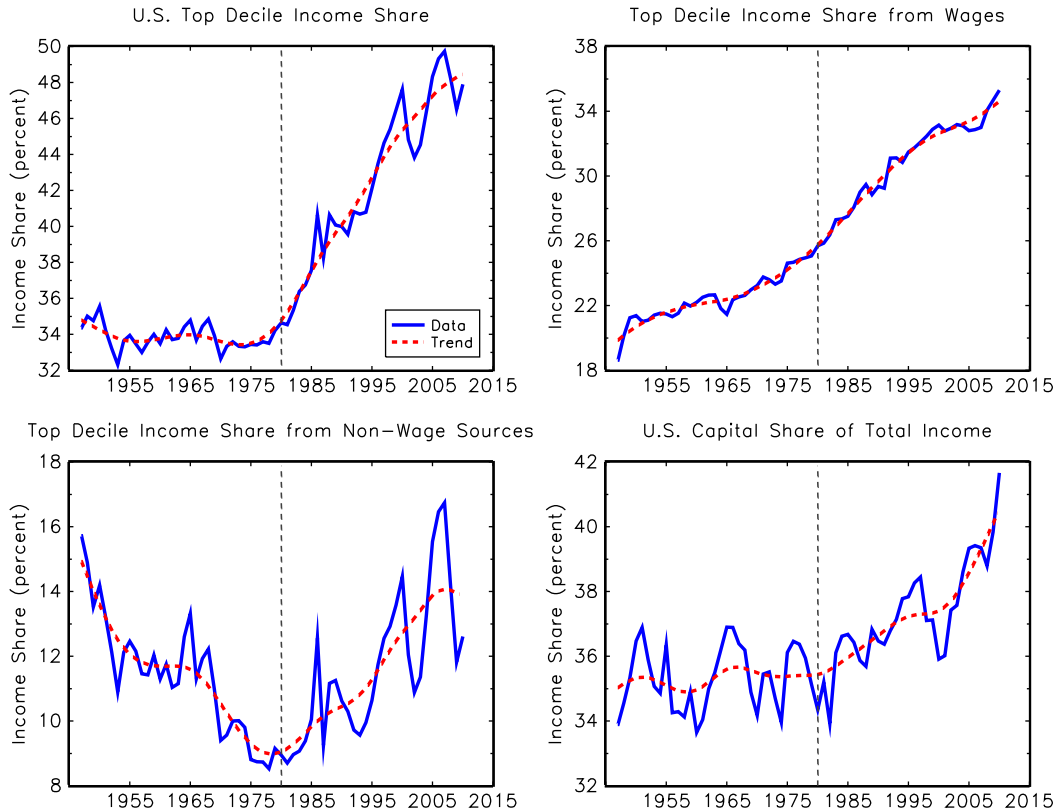 U.S. Top Decile Income Share
Income Share (percent)
50
48
46
44
42
40
38
36
34
32
Data
Trend
1955 1965 1975 1985 1995 2005 2015
Top Decile Income Share from Wages
Income Share (percent)
38
34
30
26
22
18
1955 1965 1975 1985 1995 2005 2015
Top Decile Income Share from Non-Wage Sources
Income Share (percent)
18
16
14
12
10
8
1955 1965 1975 1985 1995 2005 2015
U.S. Capital Share of Total Income
Income Share (percent)
42
40
38
36
34
32
1955 1965 1975 1985 1995 2005 2015